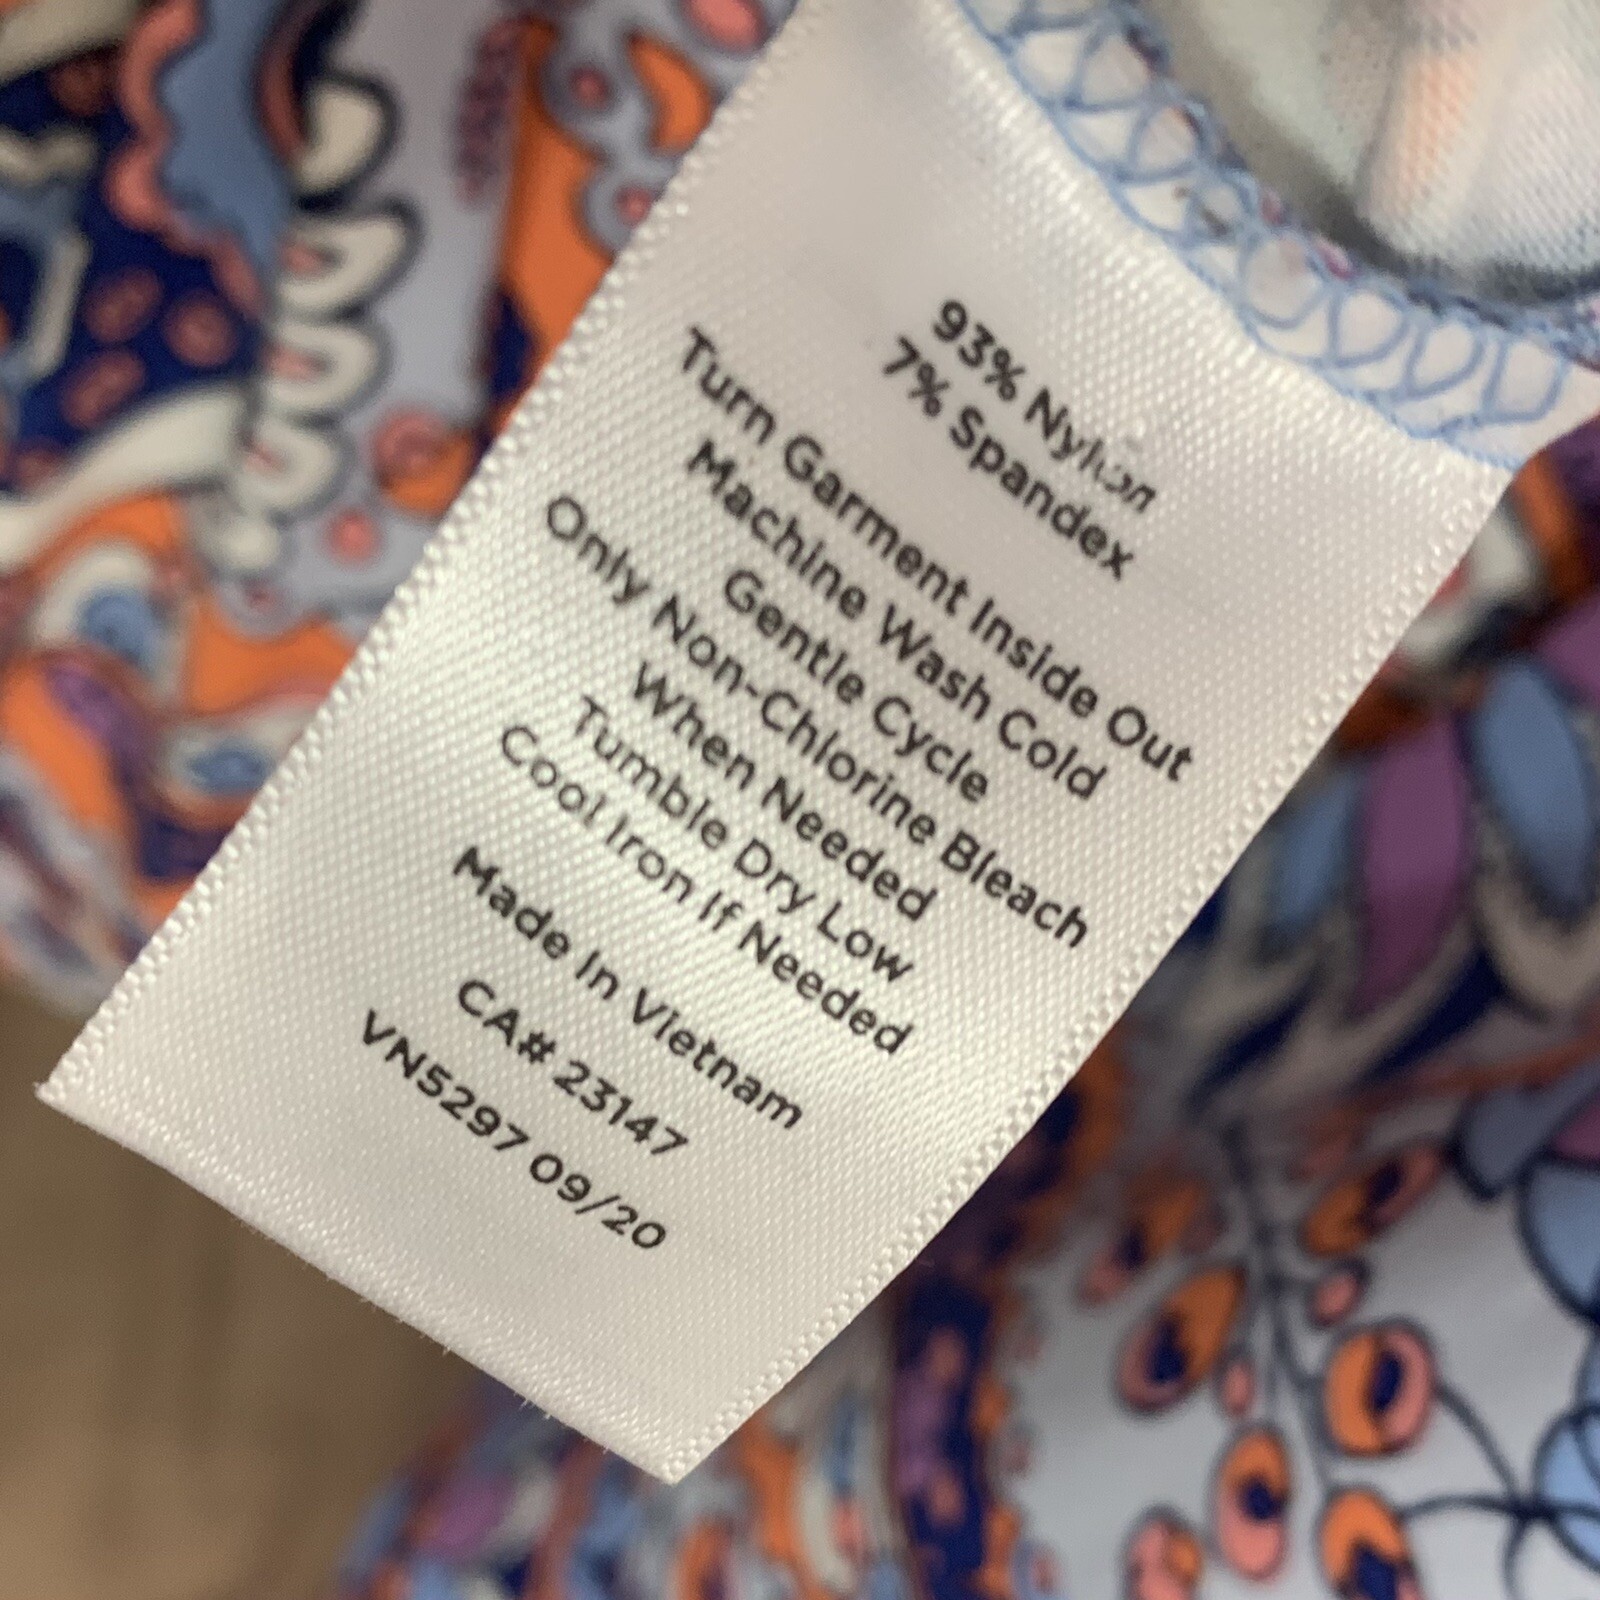 93% Nylon
7% Spandex
Turn Garment Inside Out
Machine Wash Cold
Gentle Cycle
Only Non-Chlorine Bleach
When Needed
Tumble Dry Low
Cool Iron If Needed
Made In Vietnam
CA# 23147
VN5297 09/20